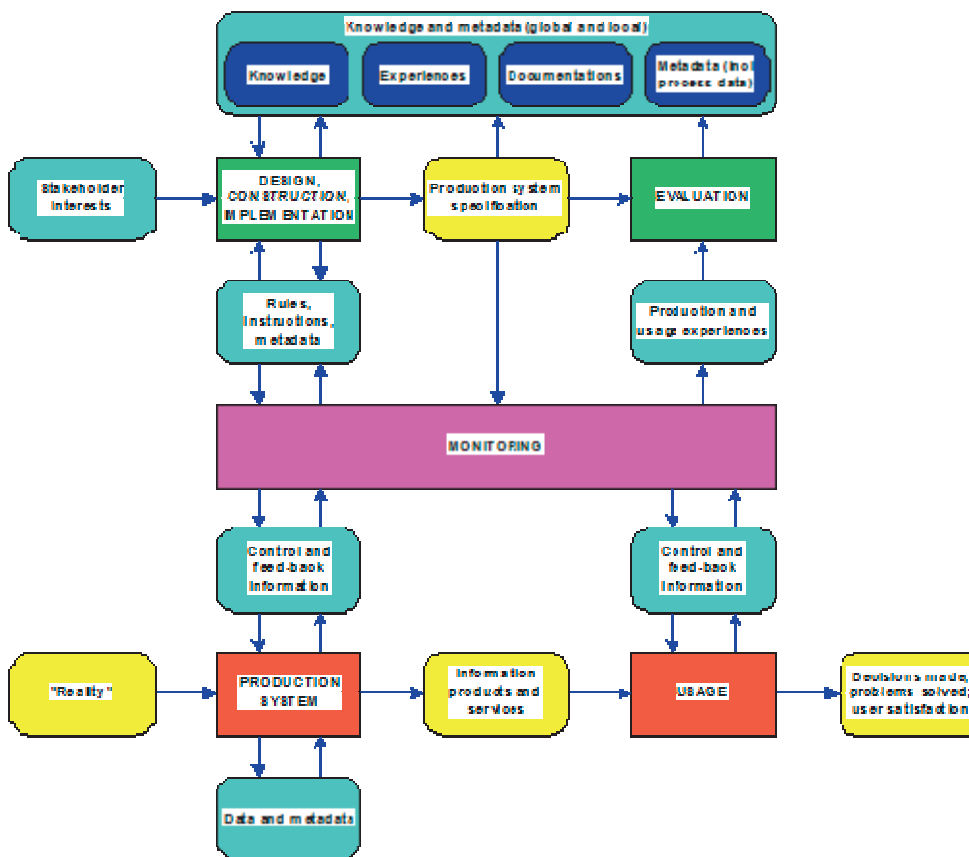 Knowledge and metadata (global and local)
Knowledge
Experiences
Documentations
Metadata (incl
process data)
Stakeholder
Interests
DESIGN,
CONSTRUCTION,
IMPLEMENTATION
Production system
specification
EVALUATION
Rules,
instructions,
metadata
Production and
usage experiences
MONITORING
Control and
feed-back
information
Control and
feed-back
information
"Reality"
PRODUCTION
SYSTEM
Information
products and
services
USAGE
Decisions made,
problems solved;
user satisfaction
Data and metadata